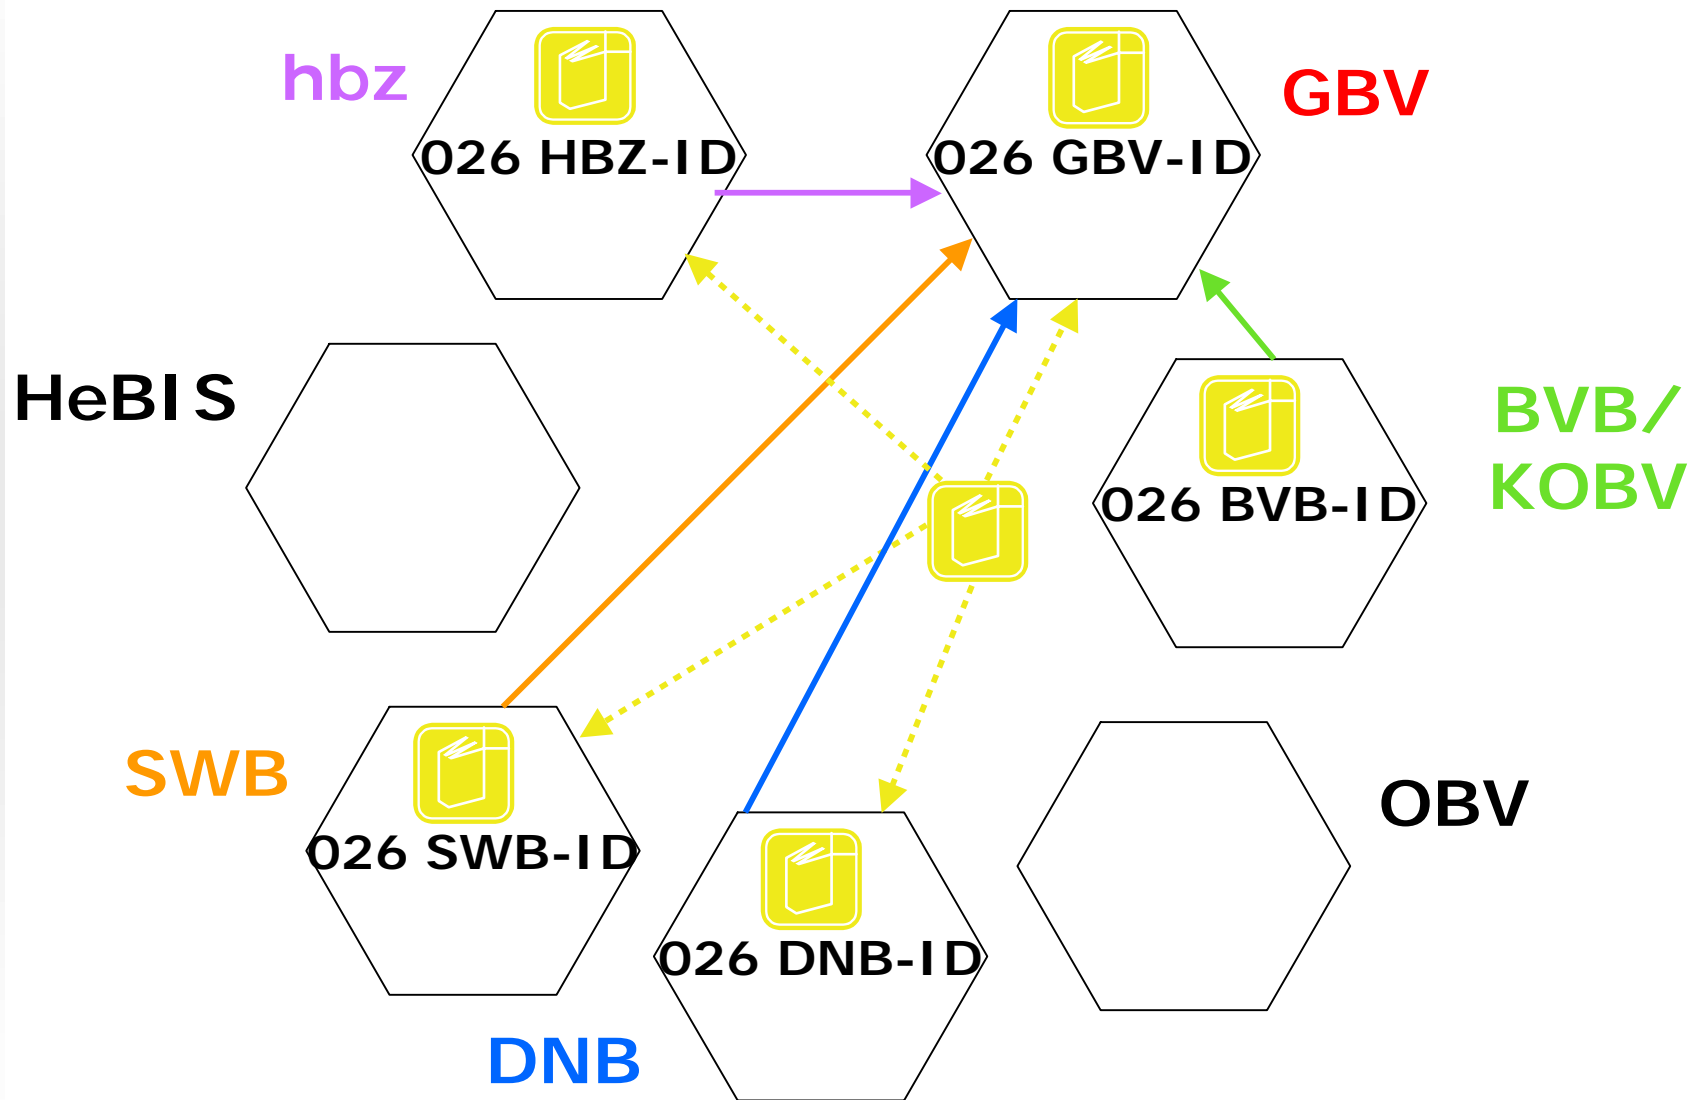 hbz
026 HBZ-ID
026 GBV-ID
GBV
HeBIS
026 BVB-ID
BVB/
KOBV
SWB
026 SWB-ID
026 DNB-ID
DNB
OBV